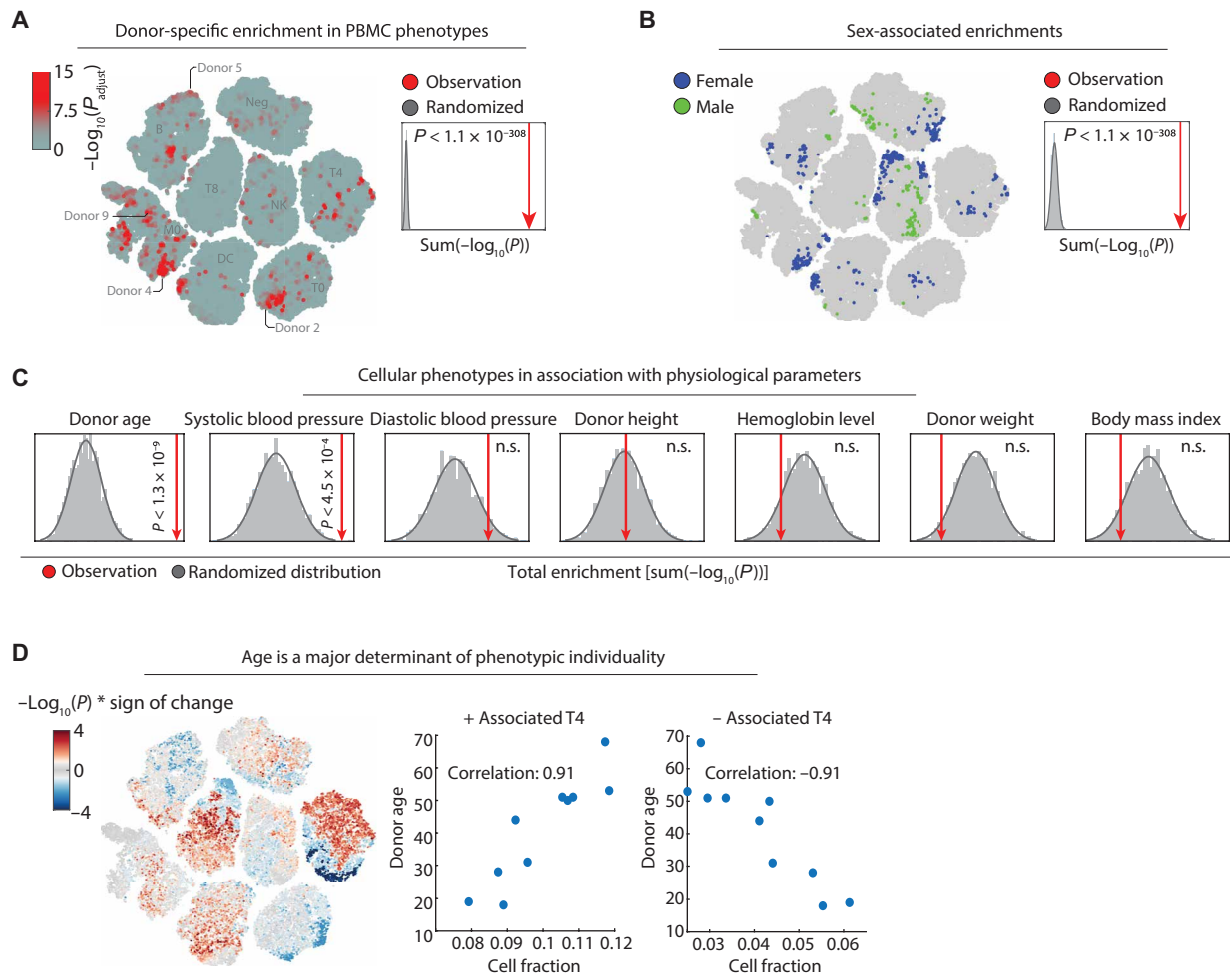 A
Donor-specific enrichment in PBMC phenotypes
15
7.5
0
−Log10(Padjust)
Donor 5
Neg
B
T8
T4
NK
Donor 9
M0
DC
T0
Donor 4
Donor 2
Observation
Randomized
P < 1.1 × 10−308
Sum(−log10(P))
B
Sex-associated enrichments
Female
Male
Observation
Randomized
P < 1.1 × 10−308
Sum(−Log10(P))
C
Cellular phenotypes in association with physiological parameters
Donor age
Systolic blood pressure
Diastolic blood pressure
Donor height
Hemoglobin level
Donor weight
Body mass index
P < 1.3 × 10−9
P < 4.5 × 10−4
n.s.
n.s.
n.s.
n.s.
n.s.
Observation
Randomized distribution
Total enrichment [sum(−log10(P))]
D
Age is a major determinant of phenotypic individuality
−Log10(P) * sign of change
4
0
−4
+ Associated T4
Correlation: 0.91
Donor age
70
60
50
40
30
20
10
0.08 0.09 0.1 0.11 0.12
Cell fraction
− Associated T4
Correlation: −0.91
Donor age
70
60
50
40
30
20
10
0.03 0.04 0.05 0.06
Cell fraction